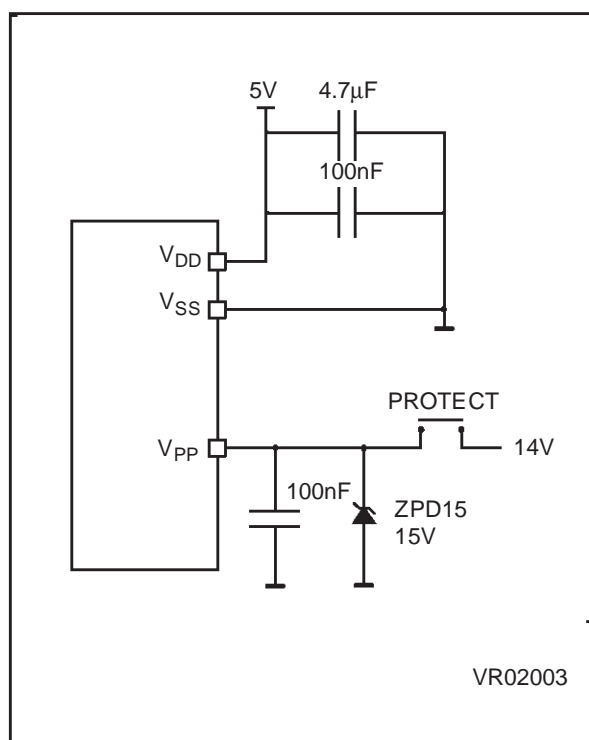 5V
4.7μF
100nF
VDD
VSS
PROTECT
VPP
14V
100nF
ZPD15
15V
VR02003